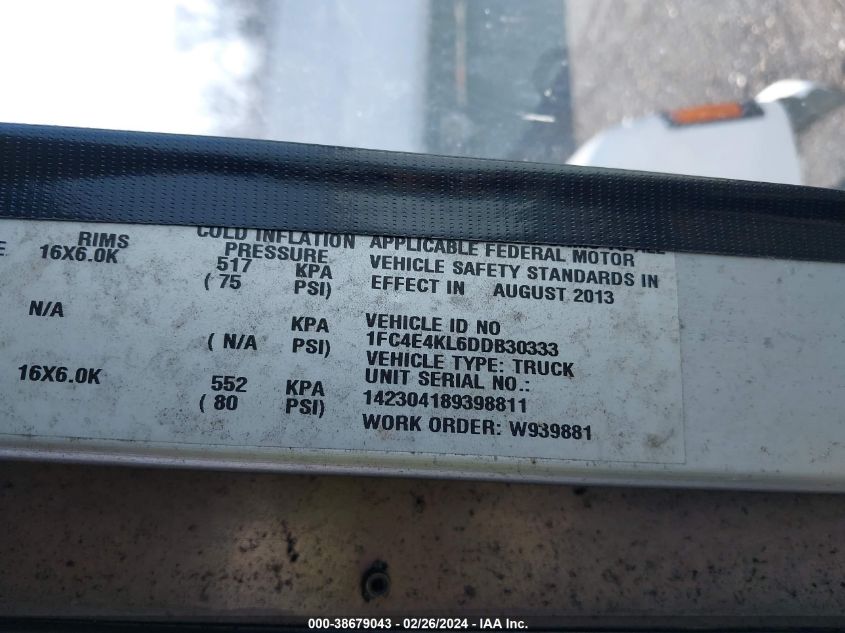 RIMS COLD INFLATION APPLICABLE FEDERAL MOTOR
E 16X6.0K PRESSURE VEHICLE SAFETY STANDARDS IN
517 KPA EFFECT IN AUGUST 2013
( 75 PSI)
N/A KPA VEHICLE ID NO
( N/A PSI) 1FC4E4KL6DDB30333
VEHICLE TYPE: TRUCK
16X6.0K 552 KPA UNIT SERIAL NO.:
( 80 PSI) 142304189398811
WORK ORDER: W939881
000-38679043 - 02/26/2024 - IAA Inc.